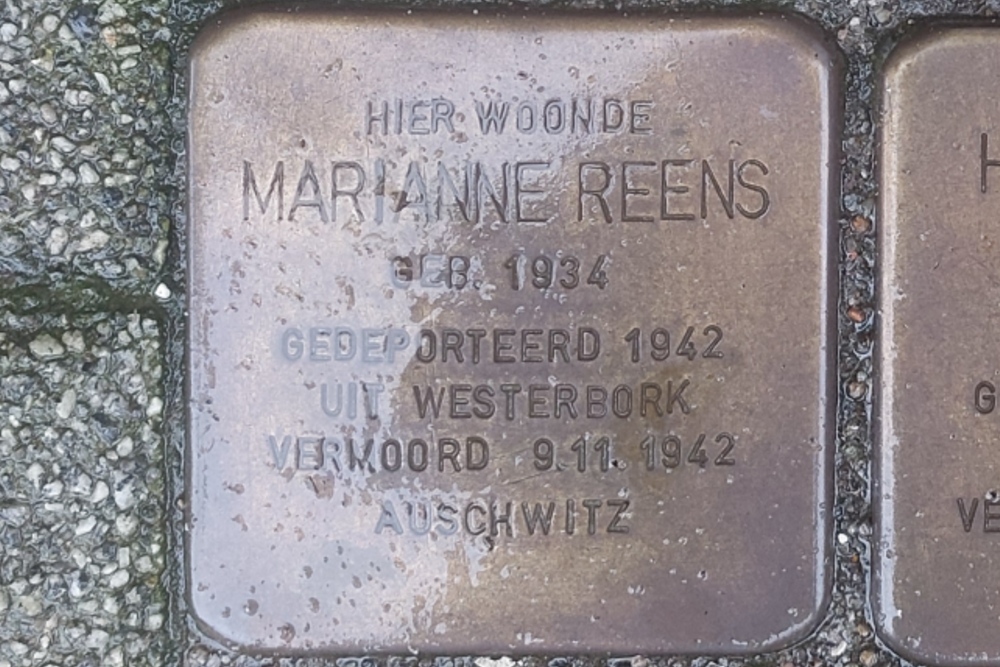 HIER WOONDE
MARIANNE REENS
GEB. 1934
GEDEPORTEERD 1942
UIT WESTERBORK
VERMOORD 9.11.1942
AUSCHWITZ